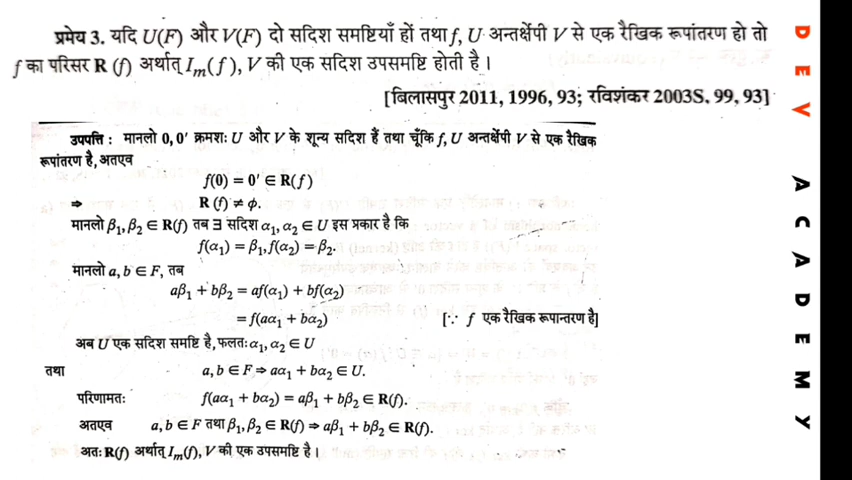 प्रमेय 3. यदि U(F) और V(F) दो सदिश समष्टियाँ हों तथा f, U अन्तर्क्षेपी V से एक रैखिक रूपांतरण हो तो
f का परिसर R (f) अर्थात् Iₘ(f), V की एक सदिश उपसमष्टि होती है।
[बिलासपुर 2011, 1996, 93; रविशंकर 2003S, 99, 93]
उपपत्ति : मानलो 0, 0′ क्रमशः U और V के शून्य सदिश हैं तथा चूँकि f, U अन्तर्क्षेपी V से एक रैखिक
रूपांतरण है, अतएव
f(0) = 0′ ∈ R(f)
⇒ R (f) ≠ ϕ.
मानलो β₁, β₂ ∈ R(f) तब ∃ सदिश α₁, α₂ ∈ U इस प्रकार है कि
f(α₁) = β₁, f(α₂) = β₂.
मानलो a, b ∈ F, तब
aβ₁ + bβ₂ = af(α₁) + bf(α₂)
= f(aα₁ + bα₂) [∵ f एक रैखिक रूपान्तरण है]
अब U एक सदिश समष्टि है, फलतः α₁, α₂ ∈ U
तथा a, b ∈ F ⇒ aα₁ + bα₂ ∈ U.
परिणामतः f(aα₁ + bα₂) = aβ₁ + bβ₂ ∈ R(f).
अतएव a, b ∈ F तथा β₁, β₂ ∈ R(f) ⇒ aβ₁ + bβ₂ ∈ R(f).
अतः R(f) अर्थात् Iₘ(f), V की एक उपसमष्टि है।
DEV ACADEMY